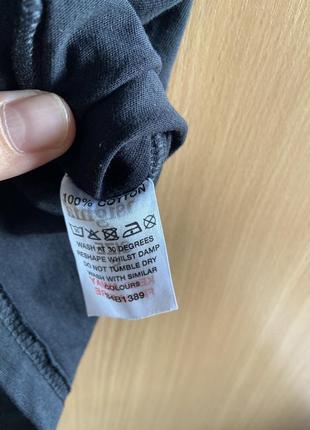 100% COTTON
WASH AT 30 DEGREES
RESHAPE WHILST DAMP
DO NOT TUMBLE DRY
WASH WITH SIMILAR
COLOURS